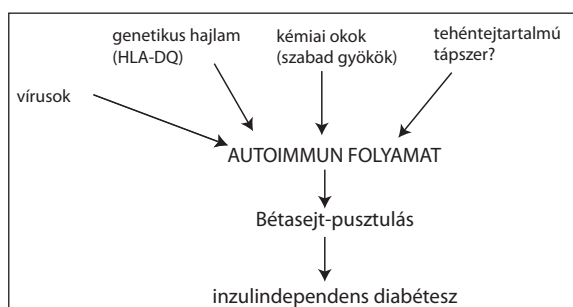 genetikus hajlam
(HLA-DQ)
kémiai okok
(szabad gyökök)
tehéntejtartalmú
tápszer?
vírusok
AUTOIMMUN FOLYAMAT
Bétasejt-pusztulás
inzulindependens diabétesz